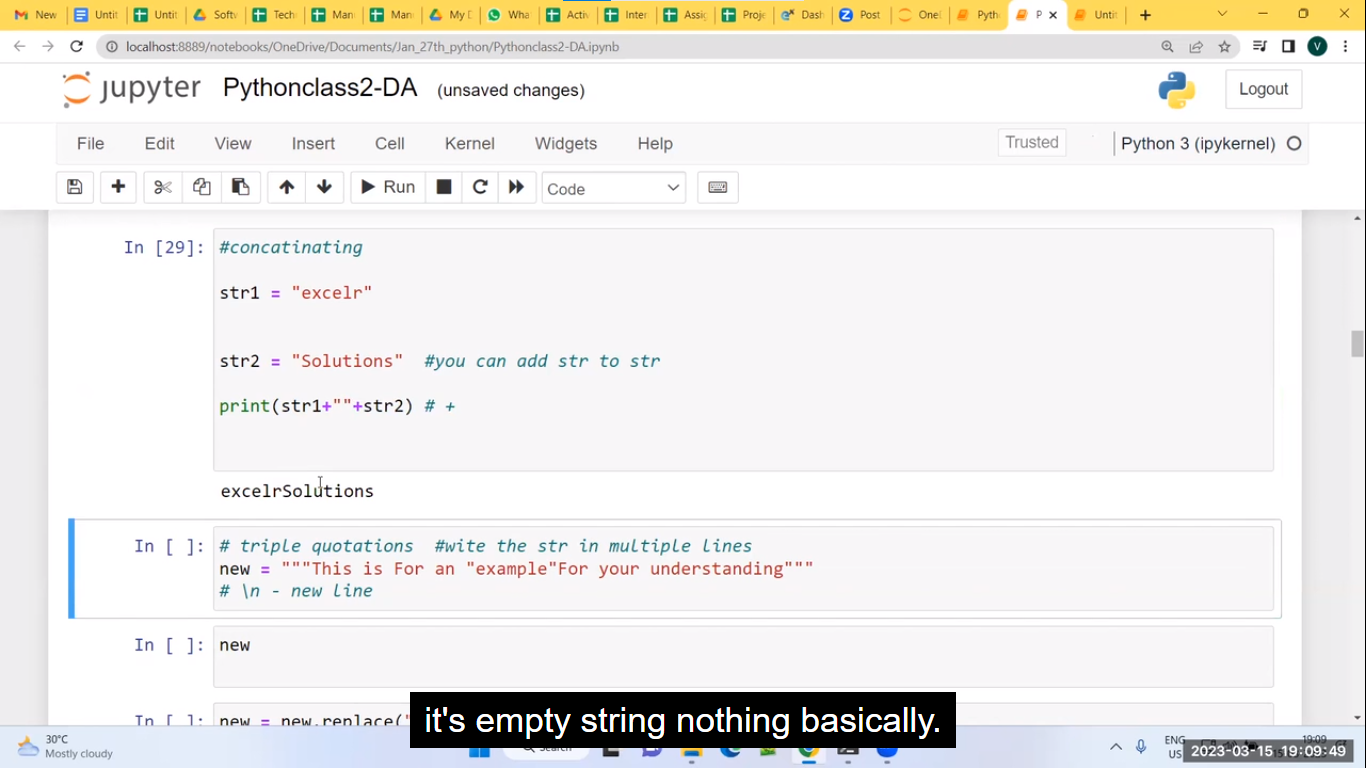 New Untit Untit Softv Tech Man Man My D Wha Activ Inter Assig Proje Dash Post OneI Pyth P Untit
localhost:8889/notebooks/OneDrive/Documents/Jan_27th_python/Pythonclass2-DA.ipynb V
jupyter Pythonclass2-DA (unsaved changes) Logout
File Edit View Insert Cell Kernel Widgets Help Trusted Python 3 (ipykernel)
Run Code
In [29]: #concatinating
str1 = "excelr"
str2 = "Solutions" #you can add str to str
print(str1+""+str2) # +
excelrSolutions
In [ ]: # triple quotations #wite the str in multiple lines
new = """This is For an "example"For your understanding"""
# \n - new line
In [ ]: new
In [ ]: new = new.replace("
it's empty string nothing basically.
30°C
Mostly cloudy
Search
ENG
US
19:09
2023-03-15 19:09:49